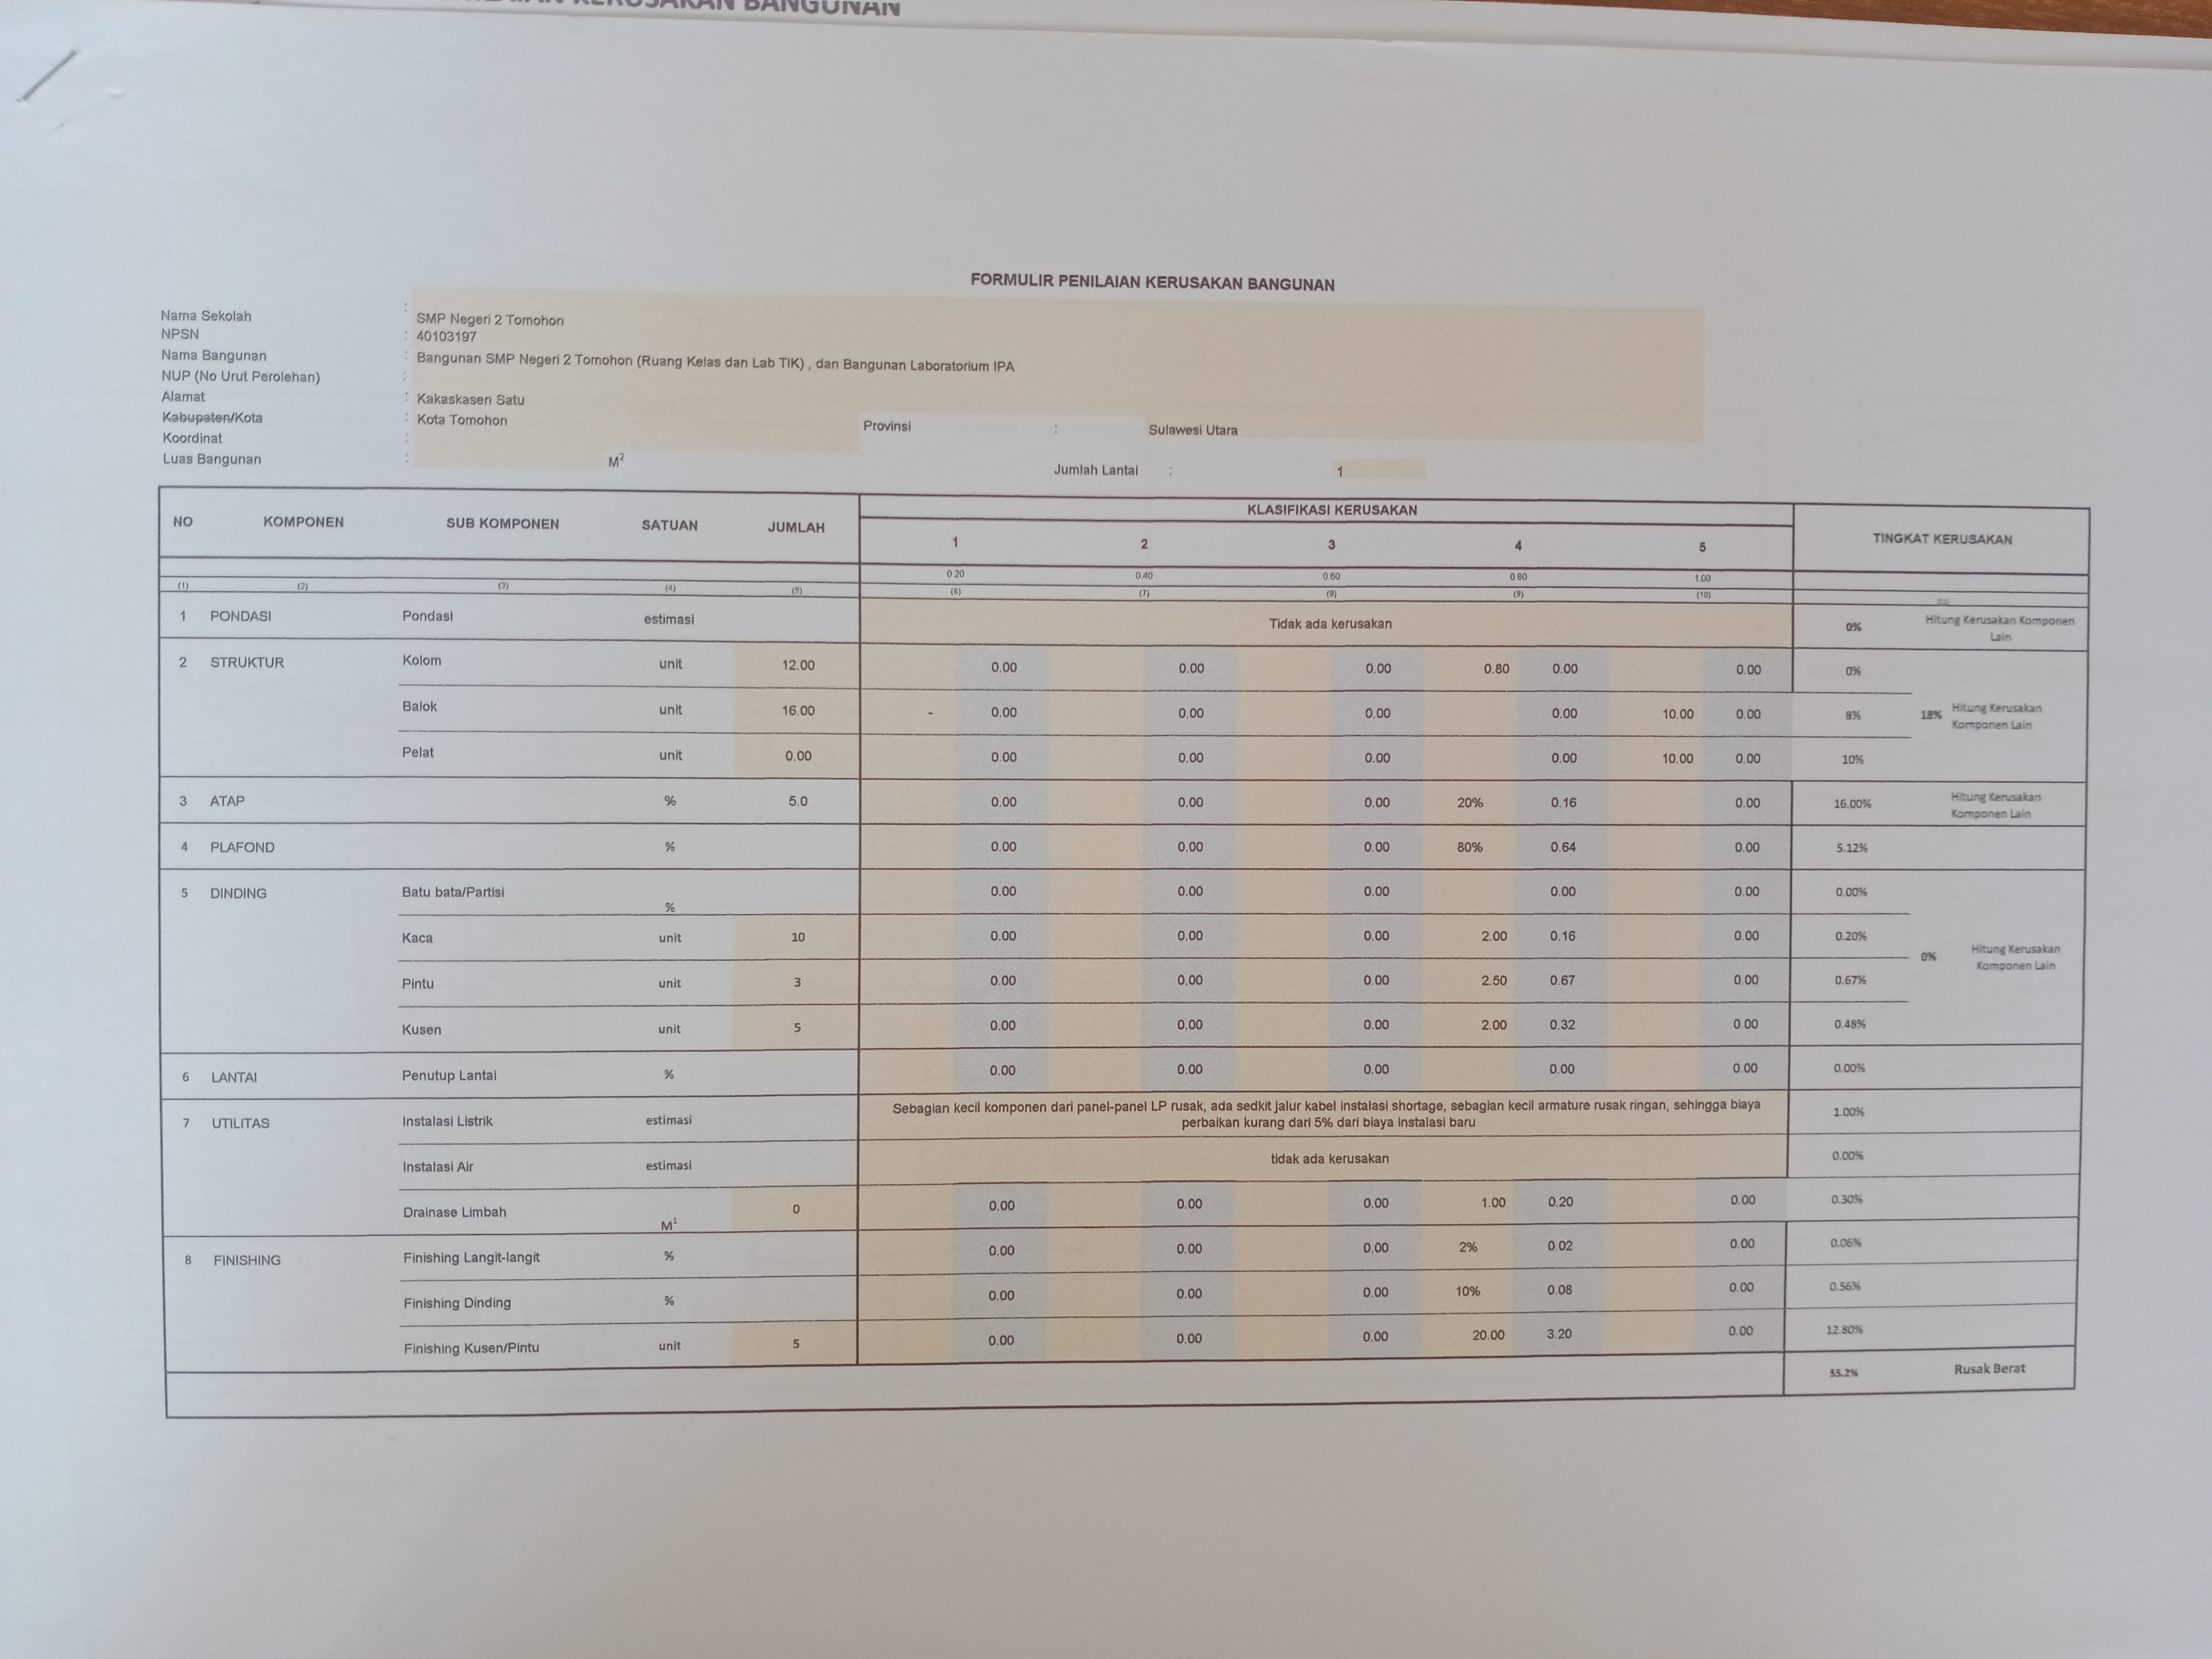 KERUSAKAN BANGUNAN
FORMULIR PENILAIAN KERUSAKAN BANGUNAN
Nama Sekolah : SMP Negeri 2 Tomohon
NPSN : 40103197
Nama Bangunan : Bangunan SMP Negeri 2 Tomohon (Ruang Kelas dan Lab TIK) , dan Bangunan Laboratorium IPA
NUP (No Urut Perolehan) :
Alamat : Kakaskasen Satu
Kabupaten/Kota : Kota Tomohon Provinsi : Sulawesi Utara
Koordinat :
Luas Bangunan : M² Jumlah Lantai : 1
NO KOMPONEN SUB KOMPONEN SATUAN JUMLAH KLASIFIKASI KERUSAKAN TINGKAT KERUSAKAN
1 2 3 4 5
0.20 0.40 0.60 0.80 1.00
(1) (2) (3) (4) (5) (6) (7) (8) (9) (10)
1 PONDASI Pondasi estimasi Tidak ada kerusakan 0% Hitung Kerusakan Komponen Lain
2 STRUKTUR Kolom unit 12.00 0.00 0.00 0.00 0.80 0.00 0.00 0%
Balok unit 16.00 - 0.00 0.00 0.00 0.00 10.00 0.00 8% 18% Hitung Kerusakan Komponen Lain
Pelat unit 0.00 0.00 0.00 0.00 0.00 10.00 0.00 10%
3 ATAP % 5.0 0.00 0.00 0.00 20% 0.16 0.00 16.00% Hitung Kerusakan Komponen Lain
4 PLAFOND % 0.00 0.00 0.00 80% 0.64 0.00 5.12%
5 DINDING Batu bata/Partisi % 0.00 0.00 0.00 0.00 0.00 0.00%
Kaca unit 10 0.00 0.00 0.00 2.00 0.16 0.00 0.20%
0% Hitung Kerusakan Komponen Lain
Pintu unit 3 0.00 0.00 0.00 2.50 0.67 0.00 0.67%
Kusen unit 5 0.00 0.00 0.00 2.00 0.32 0.00 0.48%
6 LANTAI Penutup Lantai % 0.00 0.00 0.00 0.00 0.00 0.00%
7 UTILITAS Instalasi Listrik estimasi Sebagian kecil komponen dari panel-panel LP rusak, ada sedkit jalur kabel instalasi shortage, sebagian kecil armature rusak ringan, sehingga biaya perbaikan kurang dari 5% dari biaya instalasi baru 1.00%
Instalasi Air estimasi tidak ada kerusakan 0.00%
Drainase Limbah M¹ 0 0.00 0.00 0.00 1.00 0.20 0.00 0.30%
8 FINISHING Finishing Langit-langit % 0.00 0.00 0.00 2% 0.02 0.00 0.06%
Finishing Dinding % 0.00 0.00 0.00 10% 0.08 0.00 0.56%
Finishing Kusen/Pintu unit 5 0.00 0.00 0.00 20.00 3.20 0.00 12.80%
55.2% Rusak Berat